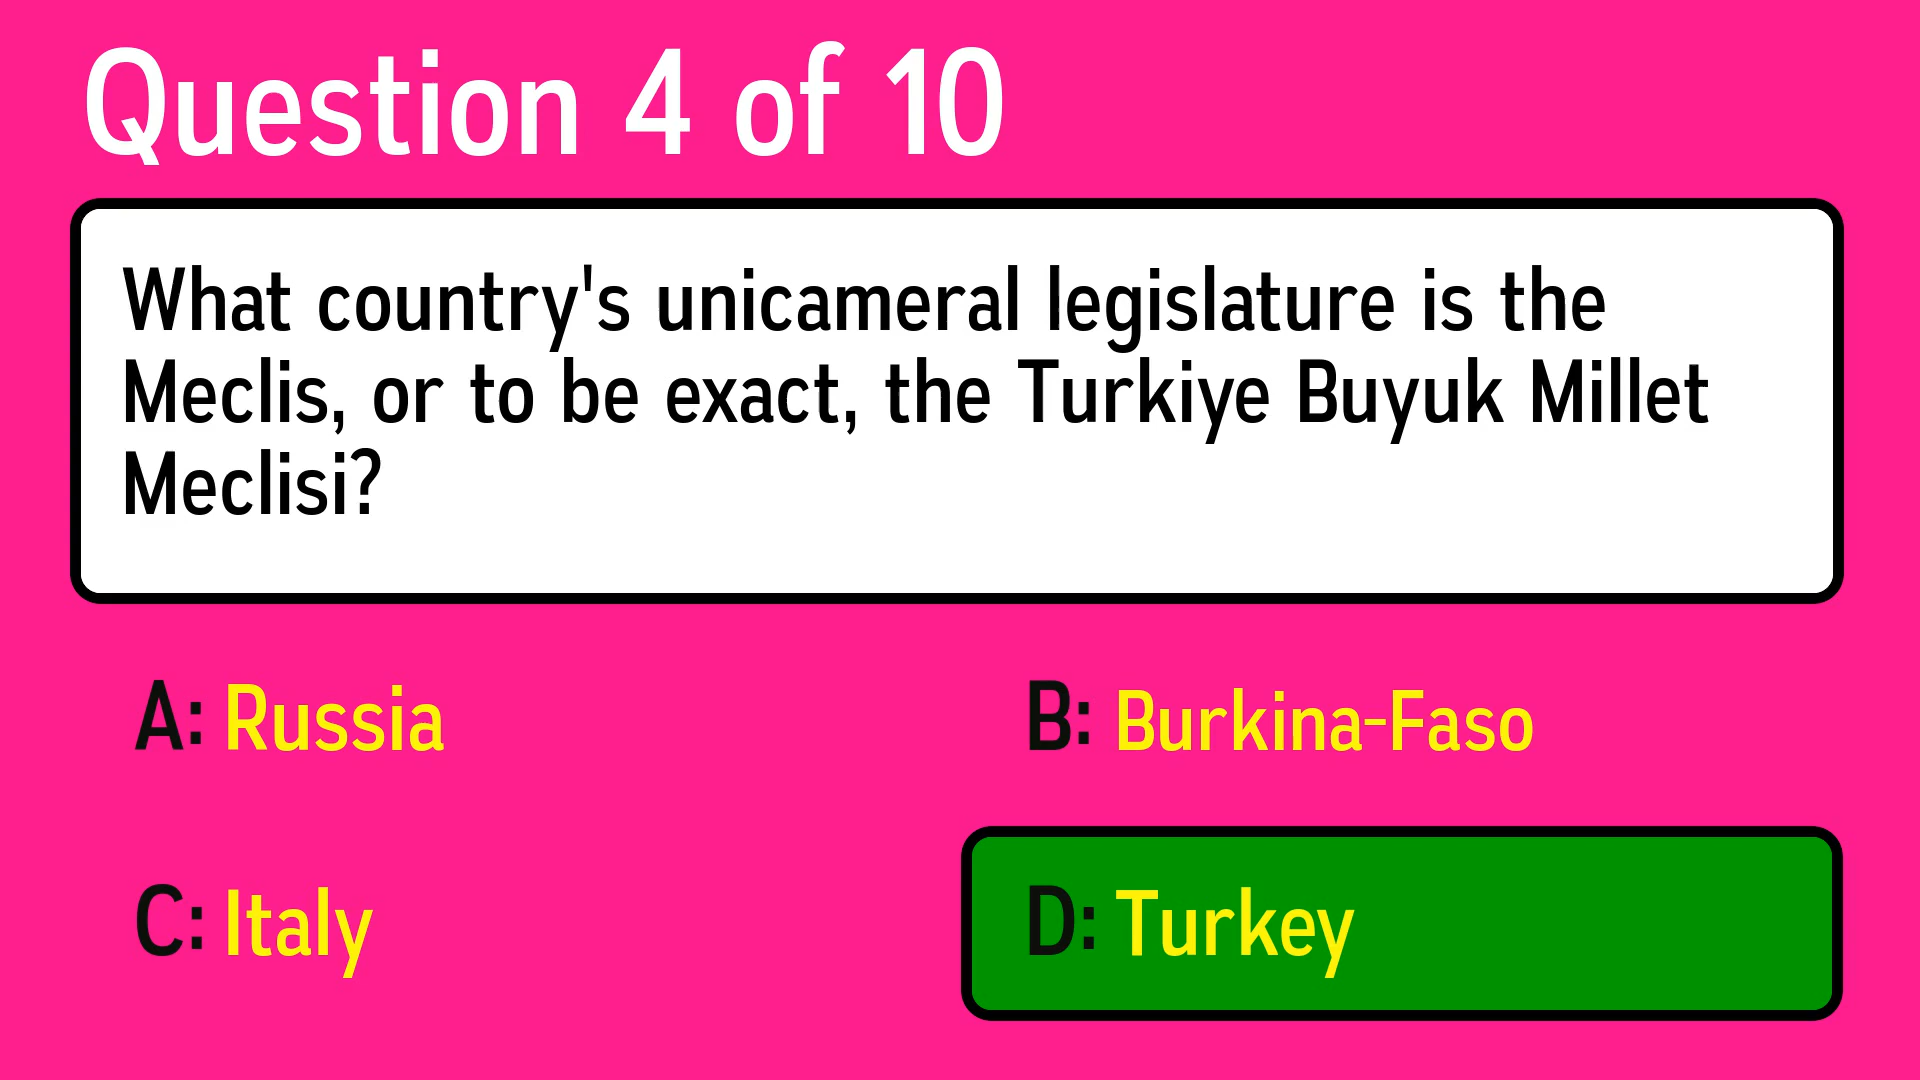 Question 4 of 10
What country's unicameral legislature is the
Meclis, or to be exact, the Turkiye Buyuk Millet
Meclisi?
A: Russia
B: Burkina-Faso
C: Italy
D: Turkey